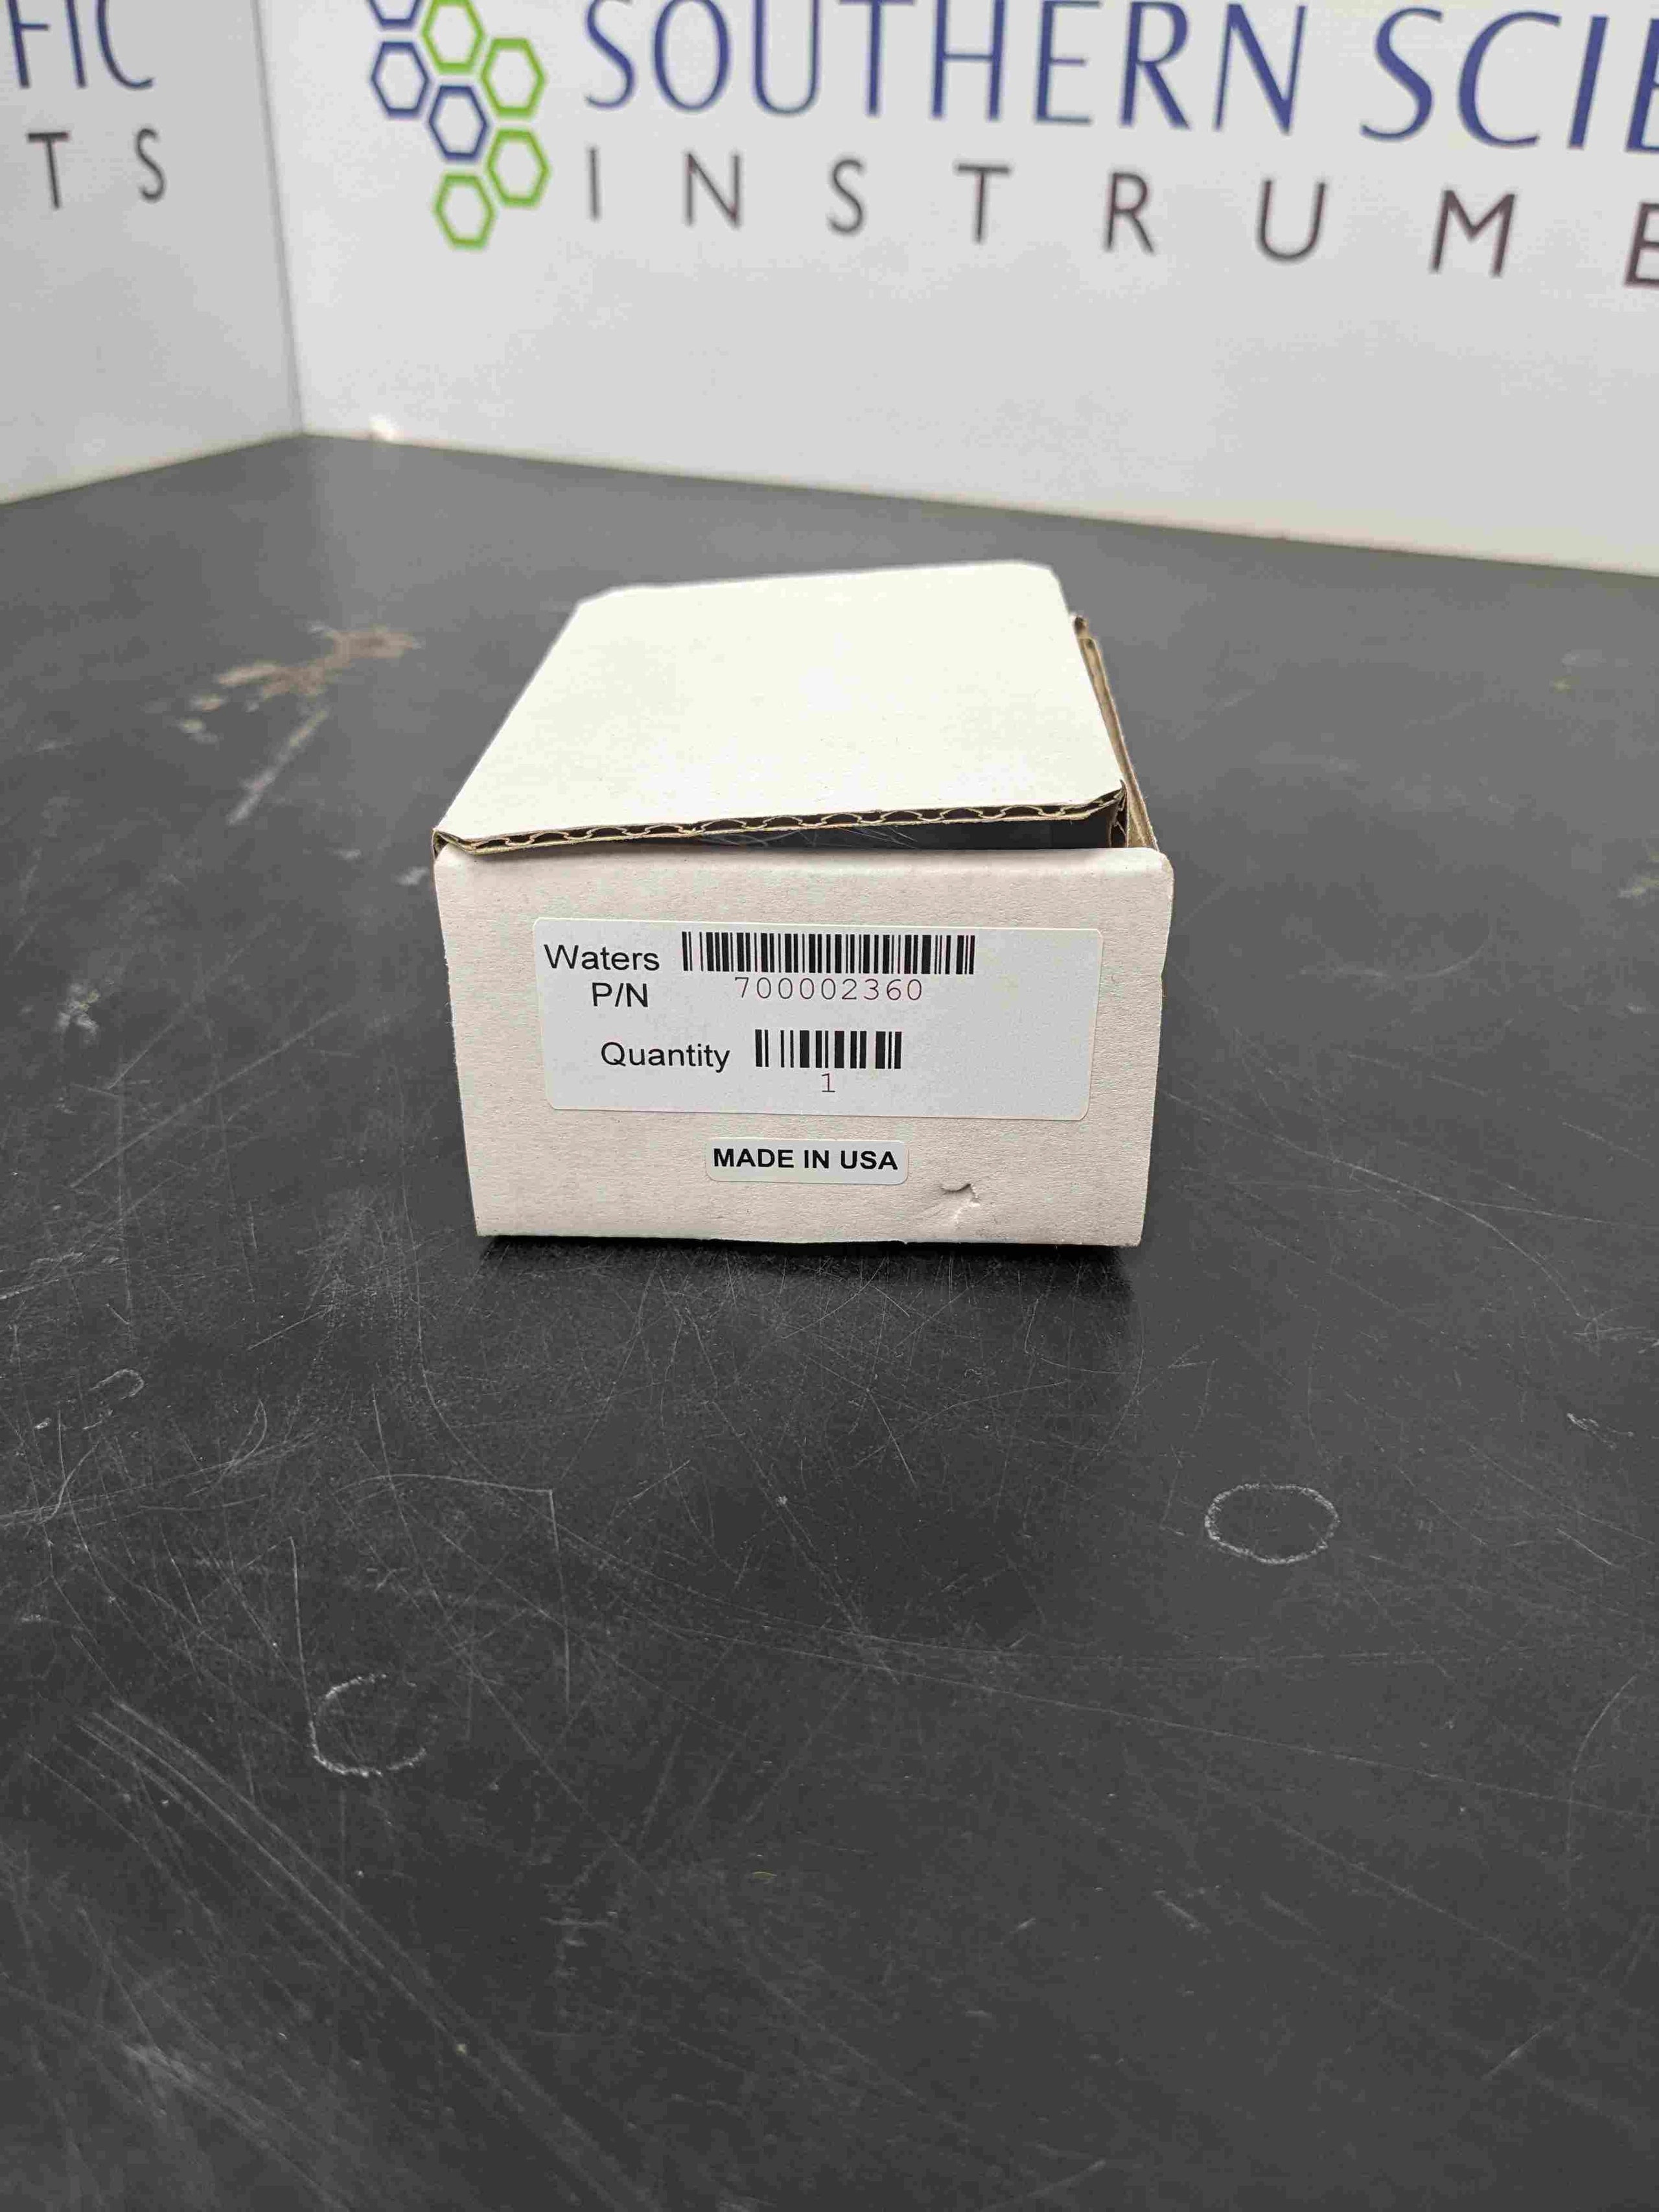 FIC
TS
SOUTHERN SCIE
INSTRUME
Waters
P/N 700002360
Quantity
1
MADE IN USA